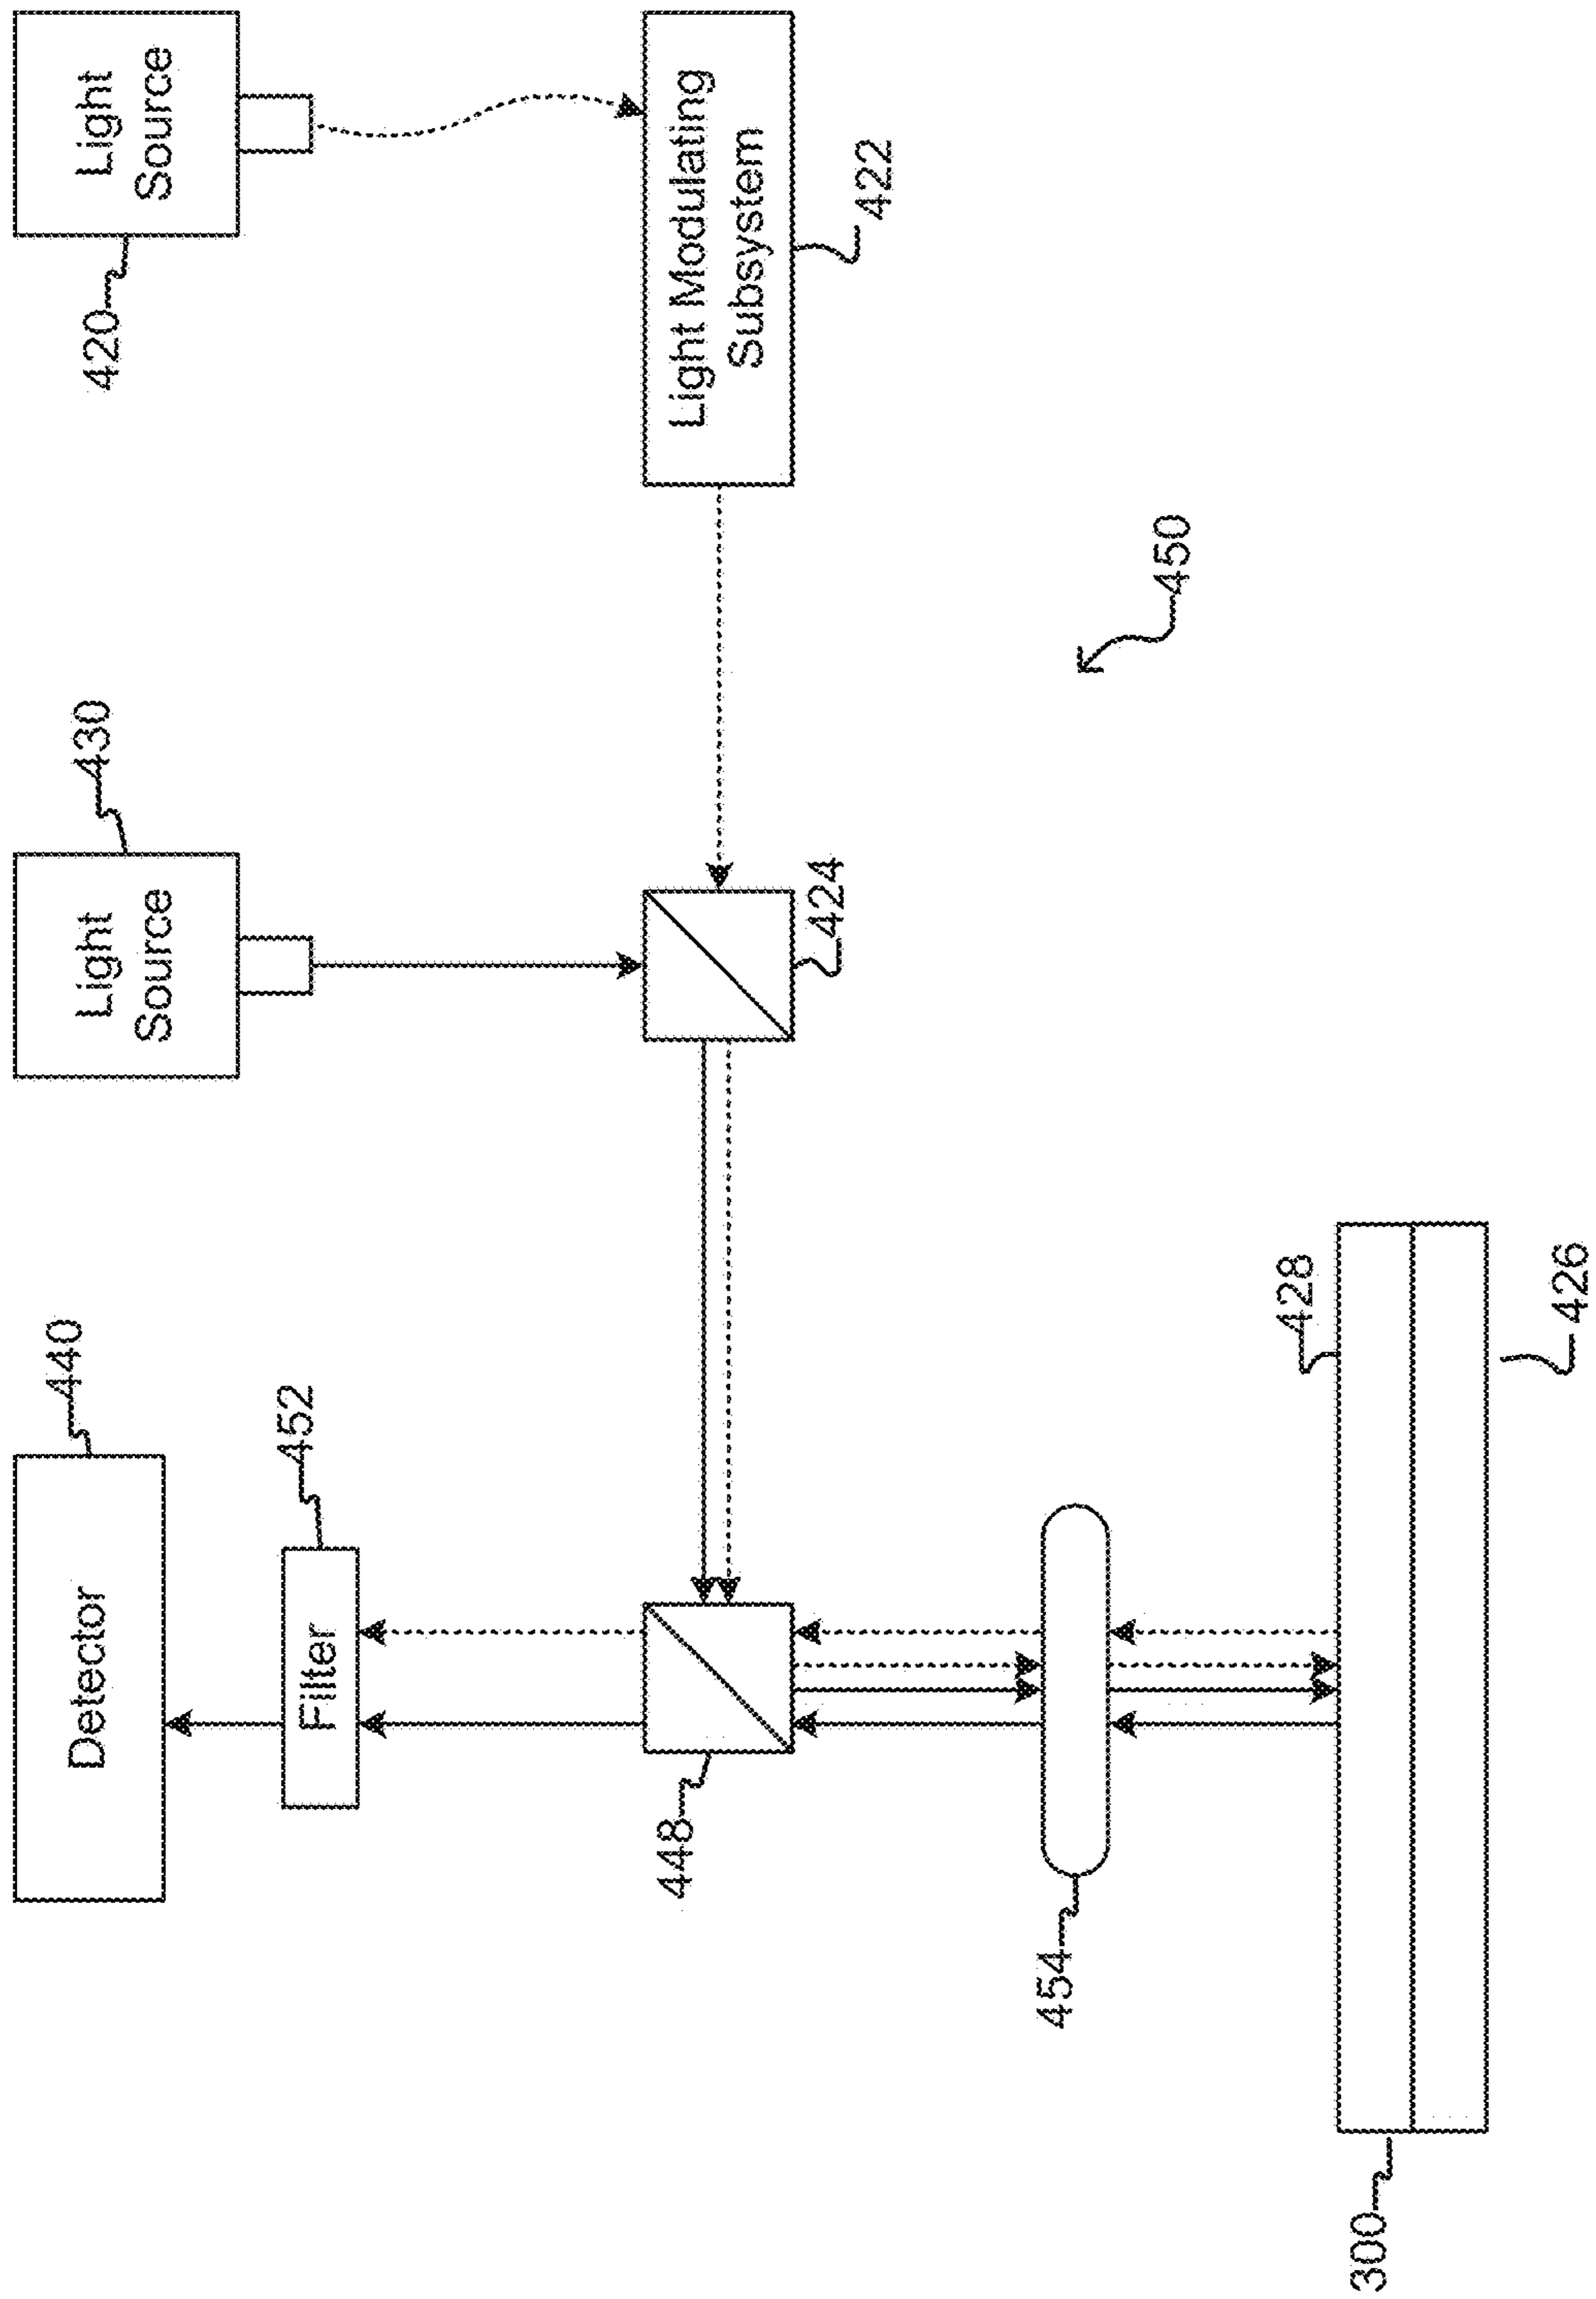 Detector
440
Filter
452
448
454
300
428
426
Light
Source
430
424
450
Light
Source
420
Light Modulating
Subsystem
422